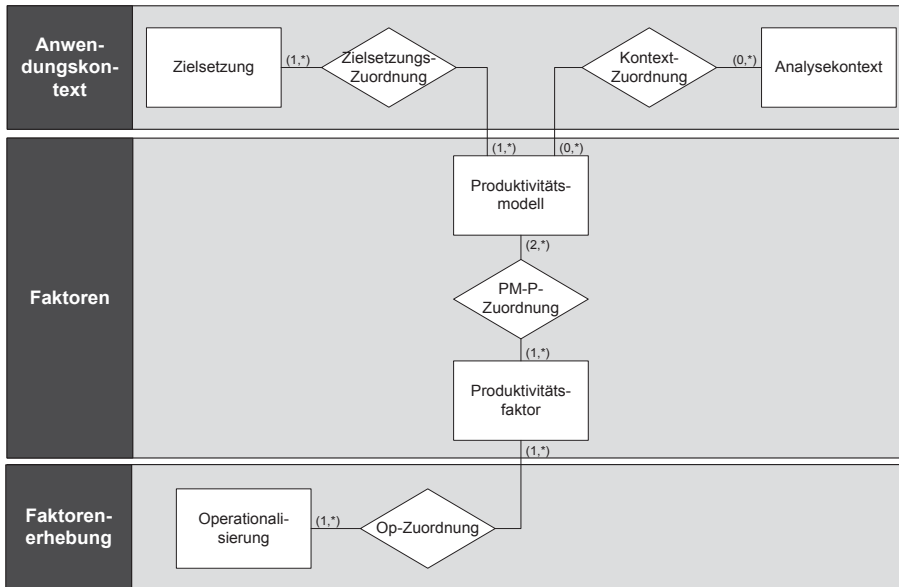 Anwen-
dungskon-
text
Zielsetzung
(1,*)
Zielsetzungs-
Zuordnung
Kontext-
Zuordnung
(0,*)
Analysekontext
Faktoren
(1,*)
(0,*)
Produktivitäts-
modell
(2,*)
PM-P-
Zuordnung
(1,*)
Produktivitäts-
faktor
(1,*)
Faktoren-
erhebung
Operationali-
sierung
(1,*)
Op-Zuordnung